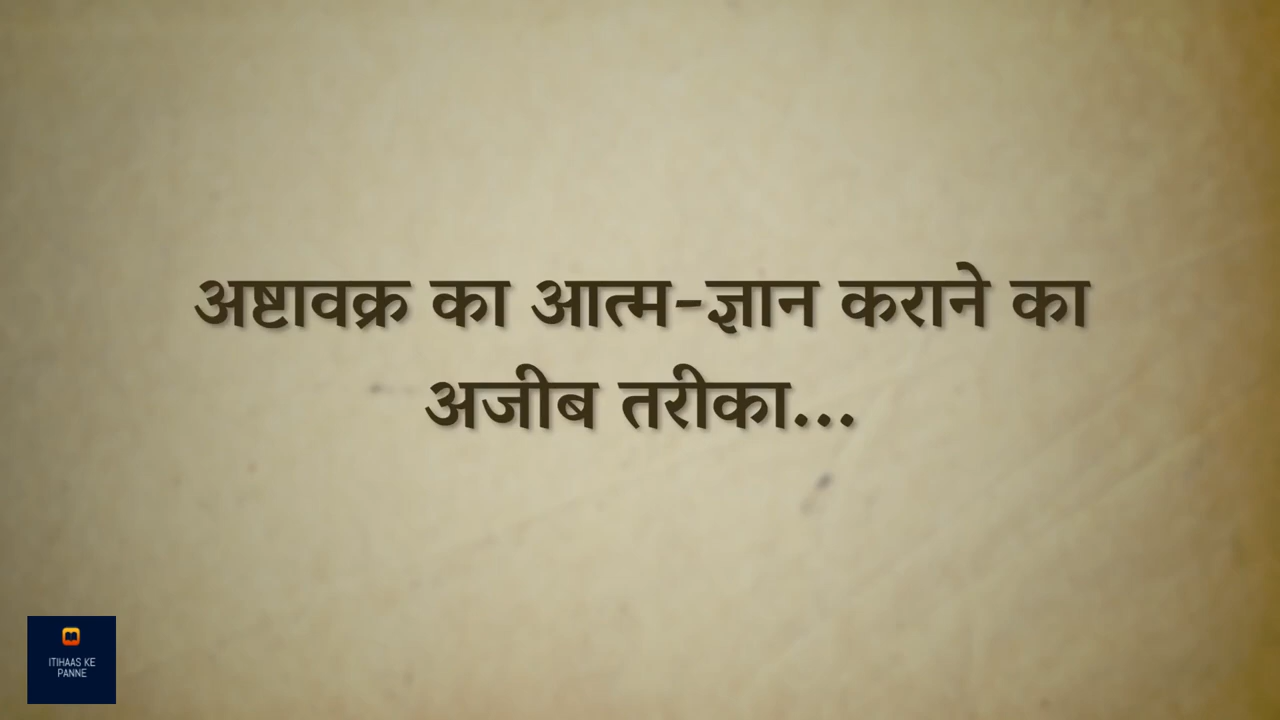 अष्टावक्र का आत्म-ज्ञान कराने का
अजीब तरीका...
ITIHAAS KE
PANNE